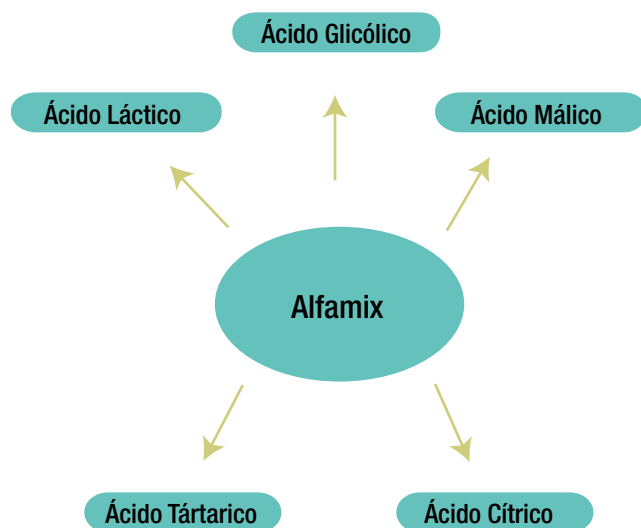 Ácido Glicólico
Ácido Láctico
Ácido Málico
Alfamix
Ácido Tártarico
Ácido Cítrico